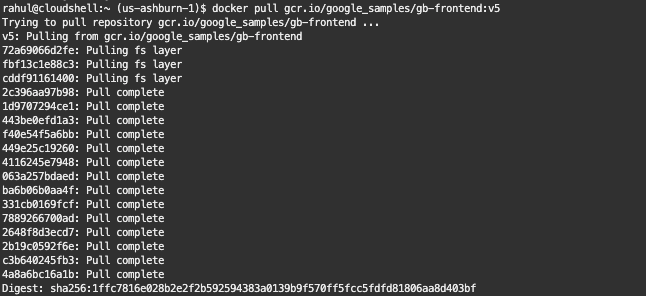 rahul@cloudshell:~ (us-ashburn-1)$ docker pull gcr.io/google_samples/gb-frontend:v5
Trying to pull repository gcr.io/google_samples/gb-frontend ...
v5: Pulling from gcr.io/google_samples/gb-frontend
72a69066d2fe: Pulling fs layer
fbf13c1e88c3: Pulling fs layer
cddf91161400: Pulling fs layer
2c396aa97b98: Pull complete
1d9707294ce1: Pull complete
443be0efd1a3: Pull complete
f40e54f5a6bb: Pull complete
449e25c19260: Pull complete
4116245e7948: Pull complete
063a257bdaed: Pull complete
ba6b06b0aa4f: Pull complete
331cb0169fcf: Pull complete
7889266700ad: Pull complete
2648f8d3ecd7: Pull complete
2b19c0592f6e: Pull complete
c3b640245fb3: Pull complete
4a8a6bc16a1b: Pull complete
Digest: sha256:1ffc7816e028b2e2f2b592594383a0139b9f570ff5fcc5fdfd81806aa8d403bf